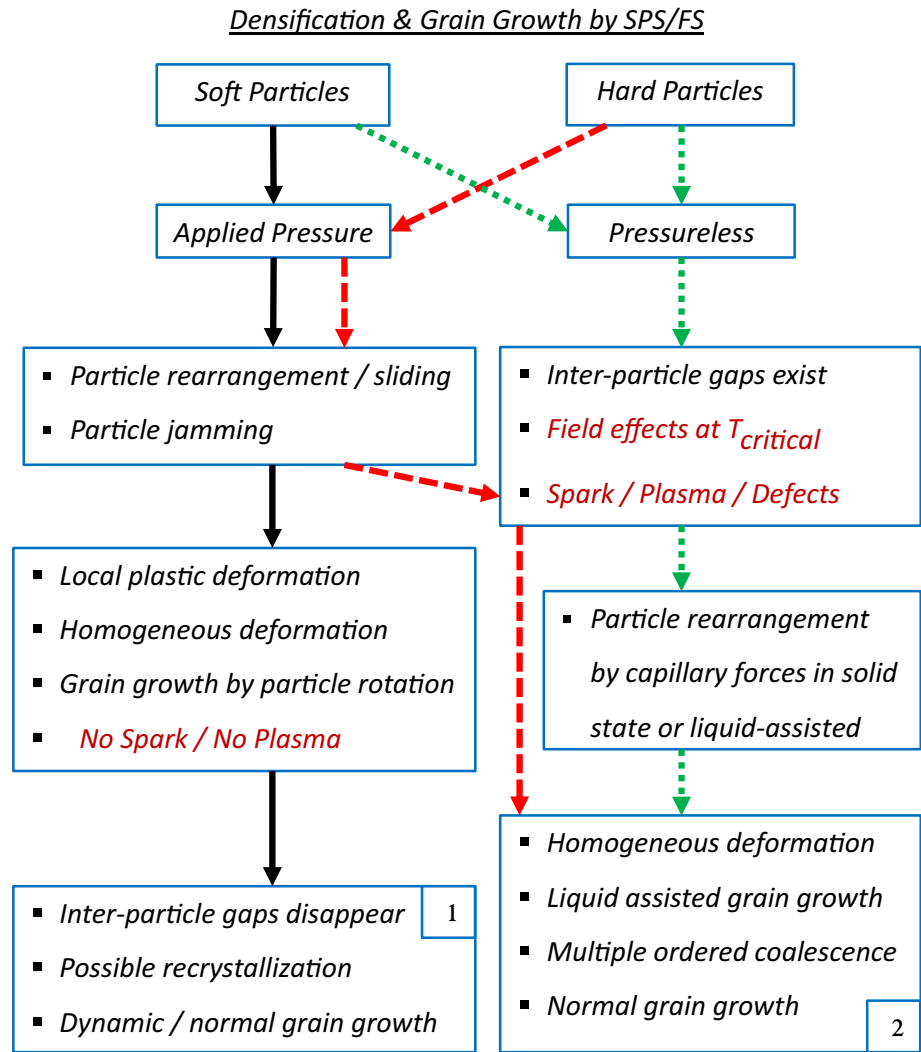 Densification & Grain Growth by SPS/FS
Soft Particles
Hard Particles
Applied Pressure
Pressureless
▪ Particle rearrangement / sliding
▪ Particle jamming
▪ Inter-particle gaps exist
▪ Field effects at Tcritical
▪ Spark / Plasma / Defects
▪ Local plastic deformation
▪ Homogeneous deformation
▪ Grain growth by particle rotation
▪ No Spark / No Plasma
▪ Particle rearrangement
by capillary forces in solid
state or liquid-assisted
▪ Inter-particle gaps disappear
▪ Possible recrystallization
▪ Dynamic / normal grain growth
1
▪ Homogeneous deformation
▪ Liquid assisted grain growth
▪ Multiple ordered coalescence
▪ Normal grain growth
2